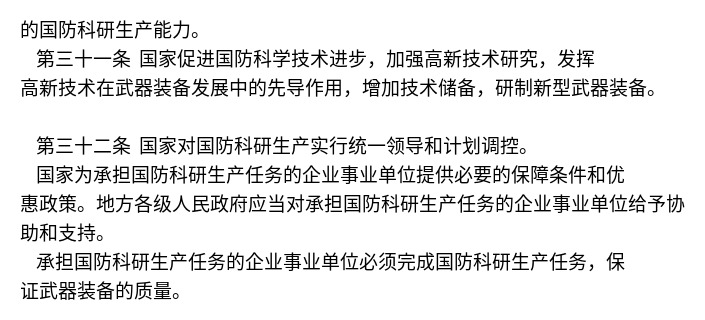 的国防科研生产能力。
第三十一条 国家促进国防科学技术进步，加强高新技术研究，发挥
高新技术在武器装备发展中的先导作用，增加技术储备，研制新型武器装备。
第三十二条 国家对国防科研生产实行统一领导和计划调控。
国家为承担国防科研生产任务的企业事业单位提供必要的保障条件和优
惠政策。地方各级人民政府应当对承担国防科研生产任务的企业事业单位给予协
助和支持。
承担国防科研生产任务的企业事业单位必须完成国防科研生产任务，保
证武器装备的质量。